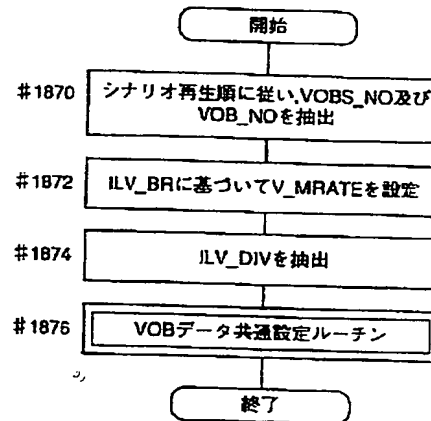 開始
#1870
シナリオ再生順に従い,VOBS_NO及び
VOB_NOを抽出
#1872
ILV_BRに基づいてV_MRATEを設定
#1874
ILV_DIVを抽出
#1876
VOBデータ共通設定ルーチン
終了